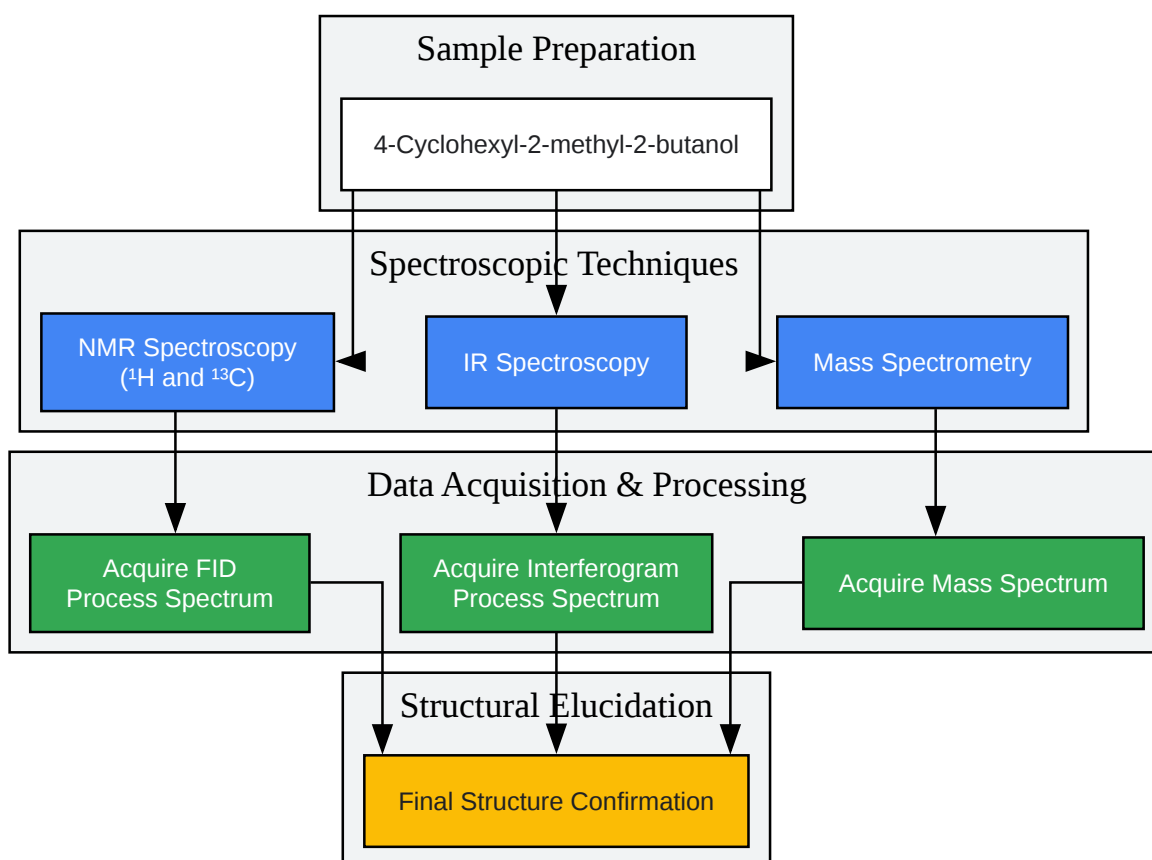 Sample Preparation
4-Cyclohexyl-2-methyl-2-butanol
Spectroscopic Techniques
NMR Spectroscopy
(¹H and ¹³C)
IR Spectroscopy
Mass Spectrometry
Data Acquisition & Processing
Acquire FID
Process Spectrum
Acquire Interferogram
Process Spectrum
Acquire Mass Spectrum
Structural Elucidation
Final Structure Confirmation